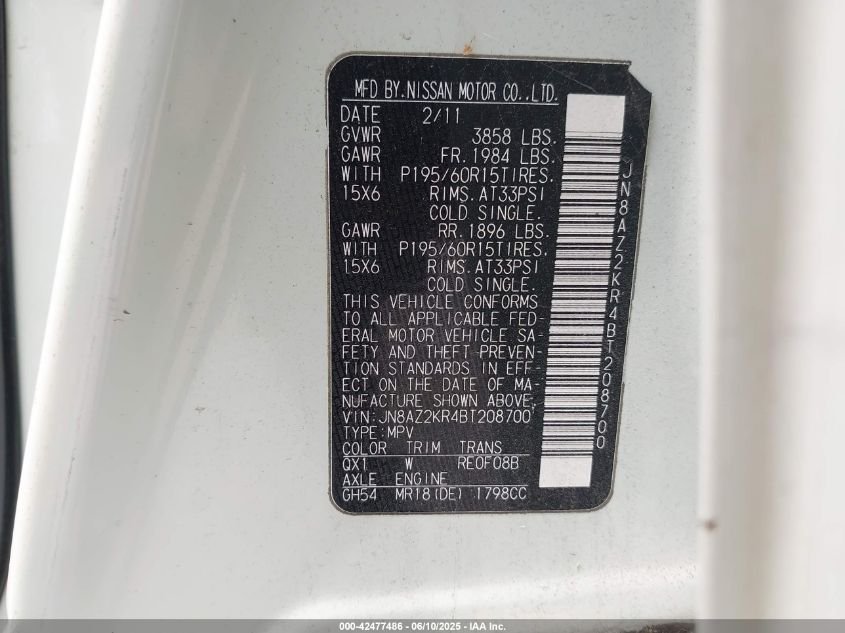 MFD BY.NISSAN MOTOR CO.,LTD.
DATE 2/11
GVWR 3858 LBS.
GAWR FR. 1984 LBS.
WITH P195/60R15TIRES.
15X6 RIMS. AT33PSI
COLD SINGLE.
GAWR RR. 1896 LBS.
WITH P195/60R15TIRES.
15X6 RIMS. AT33PSI
COLD SINGLE.
THIS VEHICLE CONFORMS
TO ALL APPLICABLE FED-
ERAL MOTOR VEHICLE SA-
FETY AND THEFT PREVEN-
TION STANDARDS IN EFF-
ECT ON THE DATE OF MA-
NUFACTURE SHOWN ABOVE.
VIN:JN8AZ2KR4BT208700
TYPE:MPV
COLOR TRIM TRANS
QX1 W RE0F08B
AXLE ENGINE
GH54 MR18(DE) 1798CC
JN8AZ2KR4BT208700
000-42477486 - 06/10/2025 - IAA Inc.